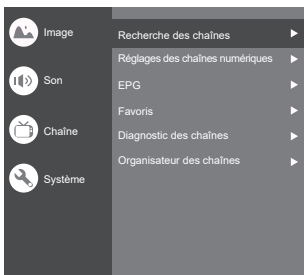 Image
Son
Chaîne
Système
Recherche des chaînes
Réglages des chaînes numériques
EPG
Favoris
Diagnostic des chaînes
Organisateur des chaînes